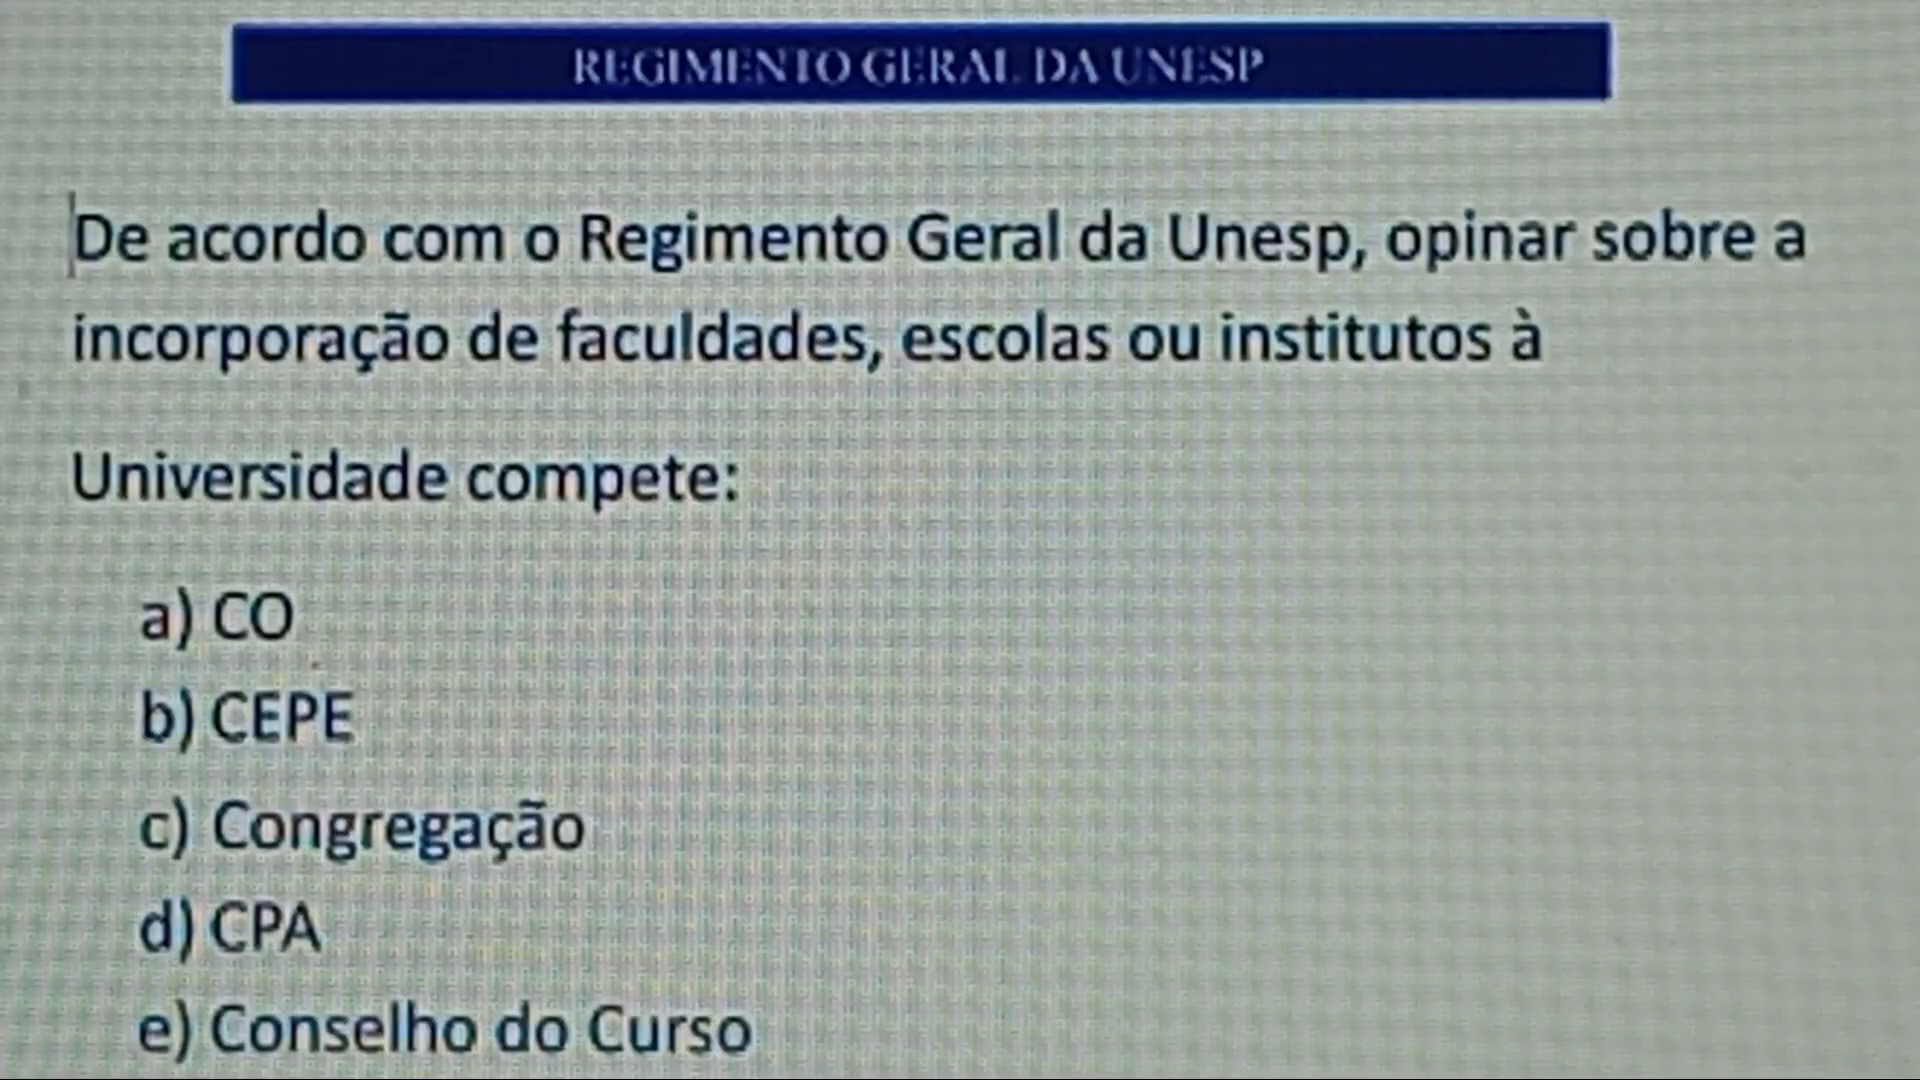 REGIMENTO GERAL DA UNESP
De acordo com o Regimento Geral da Unesp, opinar sobre a
incorporação de faculdades, escolas ou institutos à
Universidade compete:
a) CO
b) CEPE
c) Congregação
d) CPA
e) Conselho do Curso